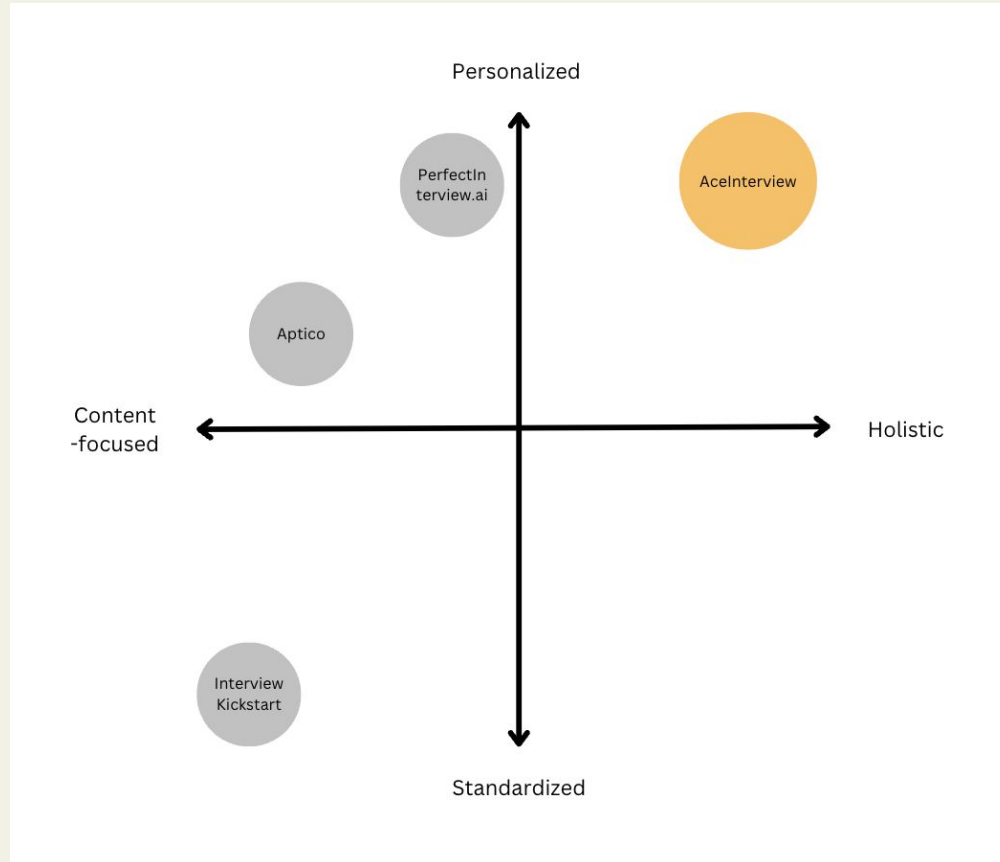 Personalized
PerfectIn
terview.ai
AceInterview
Aptico
Content
-focused
Holistic
Interview
Kickstart
Standardized